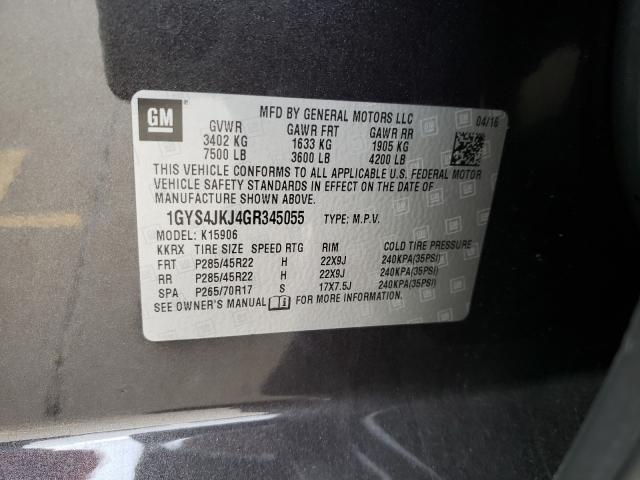 GM
MFD BY GENERAL MOTORS LLC 04/16
GVWR GAWR FRT GAWR RR
3402 KG 1633 KG 1905 KG
7500 LB 3600 LB 4200 LB
THIS VEHICLE CONFORMS TO ALL APPLICABLE U.S. FEDERAL MOTOR
VEHICLE SAFETY STANDARDS IN EFFECT ON THE DATE OF
MANUFACTURE SHOWN ABOVE.
1GYS4JKJ4GR345055 TYPE: M.P.V.
MODEL: K15906
KKRX TIRE SIZE SPEED RTG RIM COLD TIRE PRESSURE
FRT P285/45R22 H 22X9J 240KPA(35PSI)
RR P285/45R22 H 22X9J 240KPA(35PSI)
SPA P265/70R17 S 17X7.5J 240KPA(35PSI)
SEE OWNER'S MANUAL FOR MORE INFORMATION.